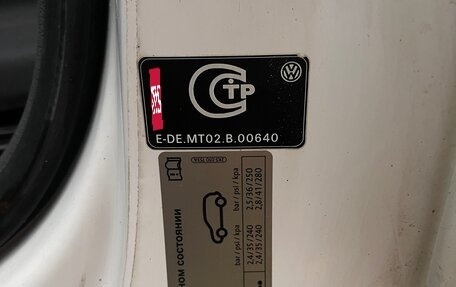 СТР
E-DE.MT02.B.00640
bar / psi / kpa
2,5/36/250
2,8/41/280
bar / psi / kpa
2,4/35/240
2,4/35/240
НОМ СОСТОЯНИИ